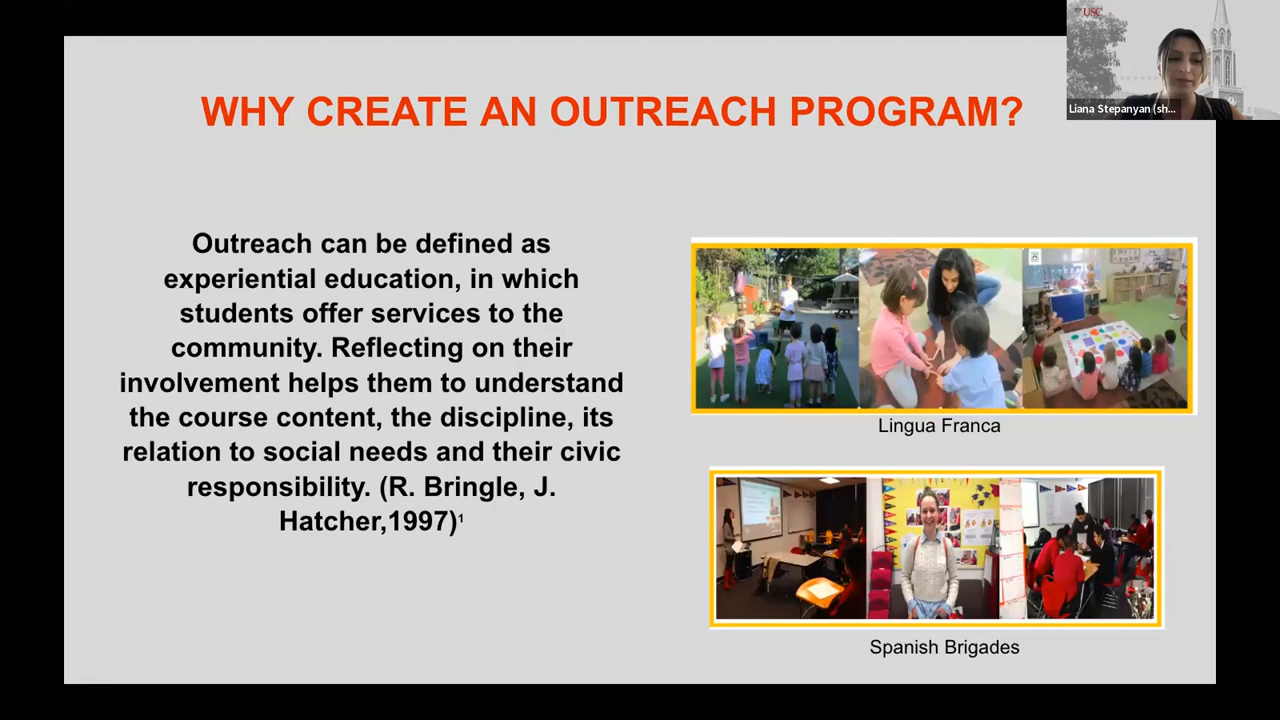 USC
Liana Stepanyan (sh...
WHY CREATE AN OUTREACH PROGRAM?
Outreach can be defined as
experiential education, in which
students offer services to the
community. Reflecting on their
involvement helps them to understand
the course content, the discipline, its
relation to social needs and their civic
responsibility. (R. Bringle, J.
Hatcher,1997)¹
Lingua Franca
Spanish Brigades